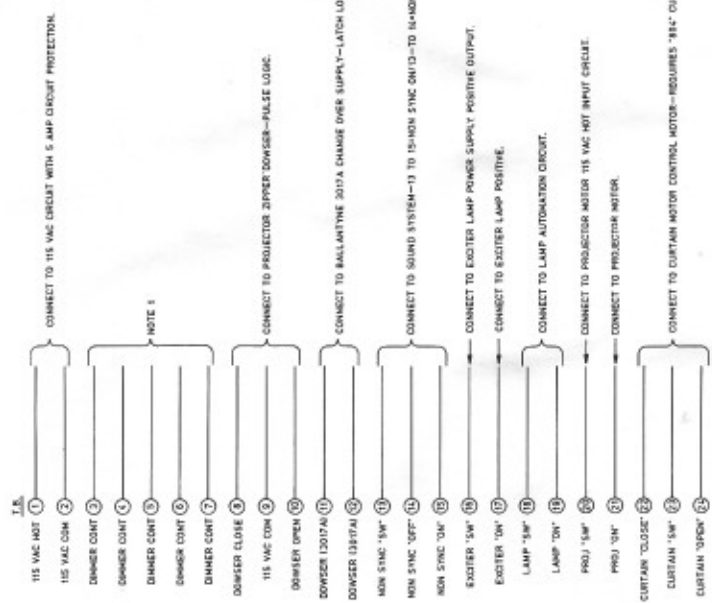 T.B.
115 VAC HOT 1
115 VAC COM 2
CONNECT TO 115 VAC CIRCUIT WITH 5 AMP CIRCUIT PROTECTION.
DIMMER CONT 3
DIMMER CONT 4
DIMMER CONT 5
DIMMER CONT 6
DIMMER CONT 7
NOTE 1
DOWSER CLOSE 8
115 VAC COM 9
DOWSER OPEN 10
CONNECT TO PROJECTOR ZIPPER DOWSER—PULSE LOGIC.
DOWSER (3017A) 11
DOWSER (3017A) 12
CONNECT TO BALLANTYNE 3017A CHANGE OVER SUPPLY—LATCH LO
NON SYNC "SW" 13
NON SYNC "OFF" 14
NON SYNC "ON" 15
CONNECT TO SOUND SYSTEM—13 TO 15=NON SYNC ON/13—TO 14=NO
EXCITER "SW" 16
CONNECT TO EXCITER LAMP POWER SUPPLY POSITIVE OUTPUT.
EXCITER "ON" 17
CONNECT TO EXCITER LAMP POSITIVE.
LAMP "SW" 18
LAMP "ON" 19
CONNECT TO LAMP AUTOMATION CIRCUIT.
PROJ "SW" 20
CONNECT TO PROJECTOR MOTOR 115 VAC HOT INPUT CIRCUIT.
PROJ "ON" 21
CONNECT TO PROJECTOR MOTOR.
CURTAIN "CLOSE" 22
CURTAIN "SW" 23
CURTAIN "OPEN" 24
CONNECT TO CURTAIN MOTOR CONTROL MOTOR—REQUIRES "804" CU